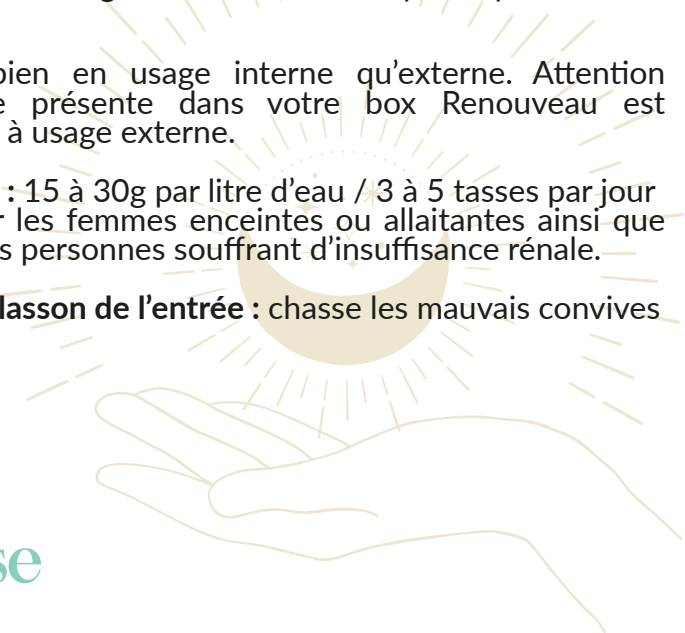 bien en usage interne qu’externe. Attention
présente dans votre box Renouveau est
à usage externe.
: 15 à 30g par litre d’eau / 3 à 5 tasses par jour
les femmes enceintes ou allaitantes ainsi que
personnes souffrant d’insuffisance rénale.
lasson de l’entrée : chasse les mauvais convives
se